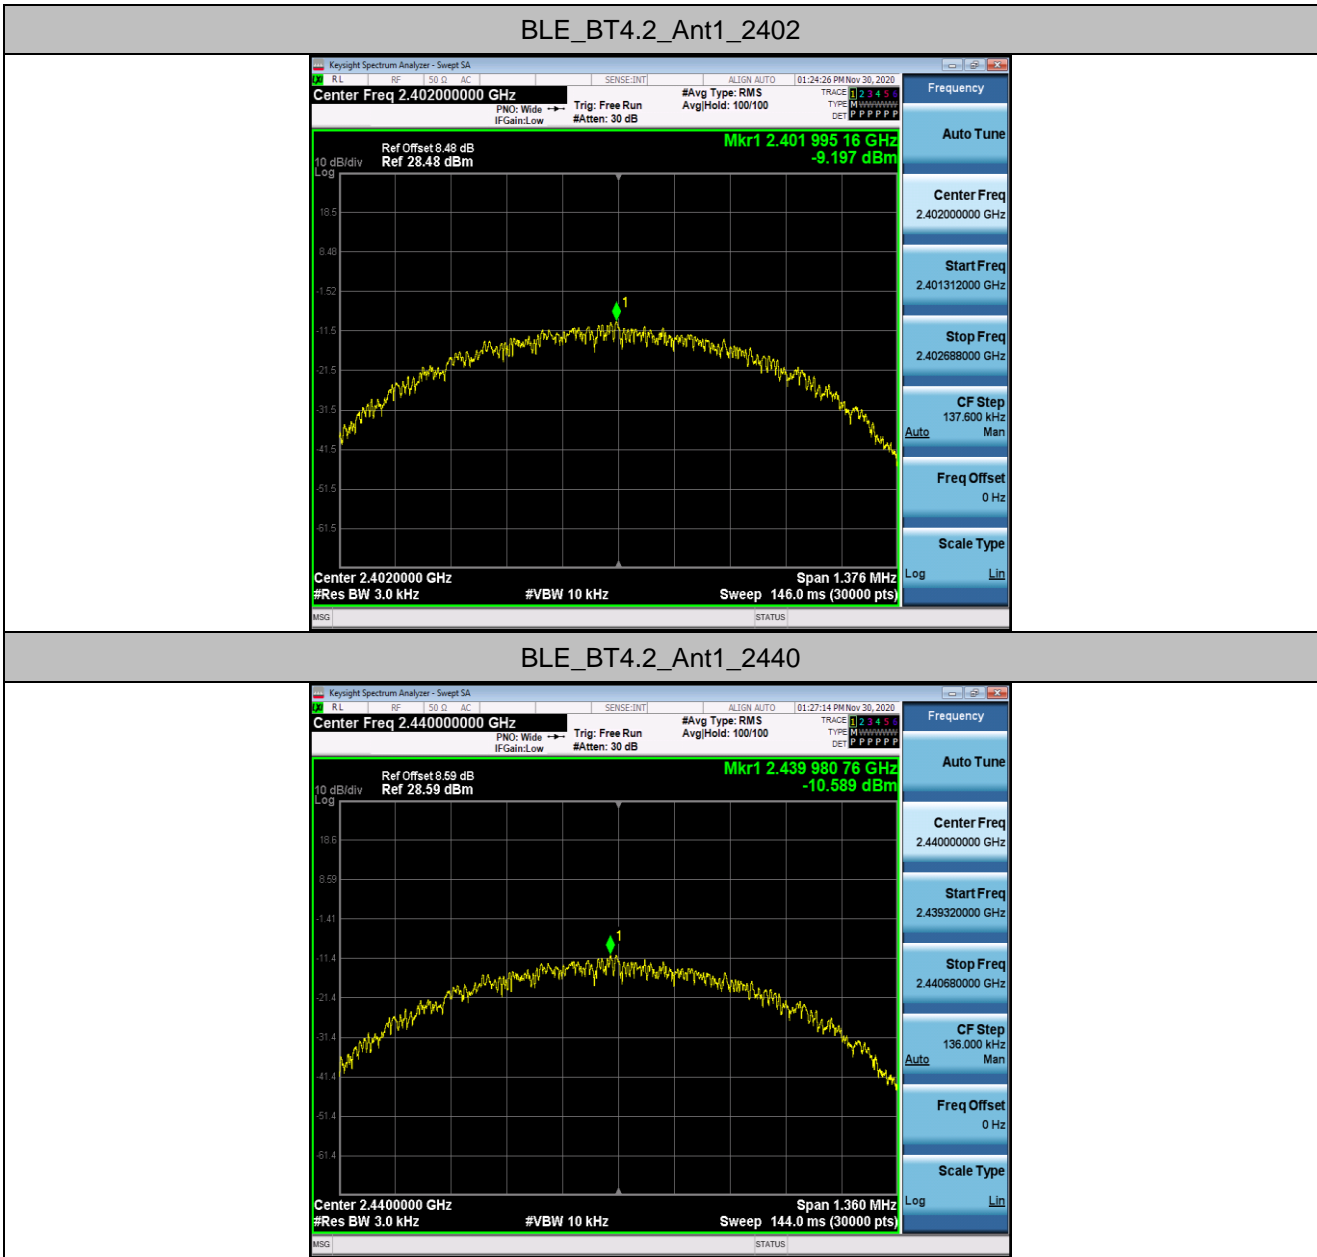 BLE_BT4.2_Ant1_2402
Keysight Spectrum Analyzer - Swept SA
RL RF 50 Ω AC SENSE:INT ALIGN AUTO 01:24:26 PM Nov 30, 2020
Center Freq 2.402000000 GHz
PNO: Wide
IFGain:Low
Trig: Free Run
#Atten: 30 dB
#Avg Type: RMS
Avg|Hold: 100/100
TRACE 1 2 3 4 5 6
TYPE M WWWWW
DET P P P P P P
Frequency
Auto Tune
Mkr1 2.401 995 16 GHz
-9.197 dBm
Ref Offset 8.48 dB
10 dB/div Ref 28.48 dBm
Log
18.5
8.48
-1.52
-11.5
-21.5
-31.5
-41.5
-51.5
-61.5
1
Center Freq
2.402000000 GHz
Start Freq
2.401312000 GHz
Stop Freq
2.402688000 GHz
CF Step
137.600 kHz
Auto Man
Freq Offset
0 Hz
Scale Type
Log Lin
Center 2.4020000 GHz Span 1.376 MHz
#Res BW 3.0 kHz #VBW 10 kHz Sweep 146.0 ms (30000 pts)
MSG STATUS
BLE_BT4.2_Ant1_2440
Keysight Spectrum Analyzer - Swept SA
RL RF 50 Ω AC SENSE:INT ALIGN AUTO 01:27:14 PM Nov 30, 2020
Center Freq 2.440000000 GHz
PNO: Wide
IFGain:Low
Trig: Free Run
#Atten: 30 dB
#Avg Type: RMS
Avg|Hold: 100/100
TRACE 1 2 3 4 5 6
TYPE M WWWWW
DET P P P P P P
Frequency
Auto Tune
Mkr1 2.439 980 76 GHz
-10.589 dBm
Ref Offset 8.59 dB
10 dB/div Ref 28.59 dBm
Log
18.6
8.59
-1.41
-11.4
-21.4
-31.4
-41.4
-51.4
-61.4
1
Center Freq
2.440000000 GHz
Start Freq
2.439320000 GHz
Stop Freq
2.440680000 GHz
CF Step
136.000 kHz
Auto Man
Freq Offset
0 Hz
Scale Type
Log Lin
Center 2.4400000 GHz Span 1.360 MHz
#Res BW 3.0 kHz #VBW 10 kHz Sweep 144.0 ms (30000 pts)
MSG STATUS